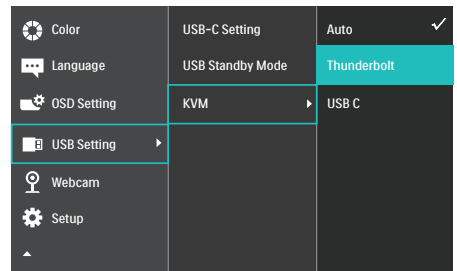 Color
Language
OSD Setting
USB Setting
Webcam
Setup
USB-C Setting
USB Standby Mode
KVM
Auto
Thunderbolt
USB C